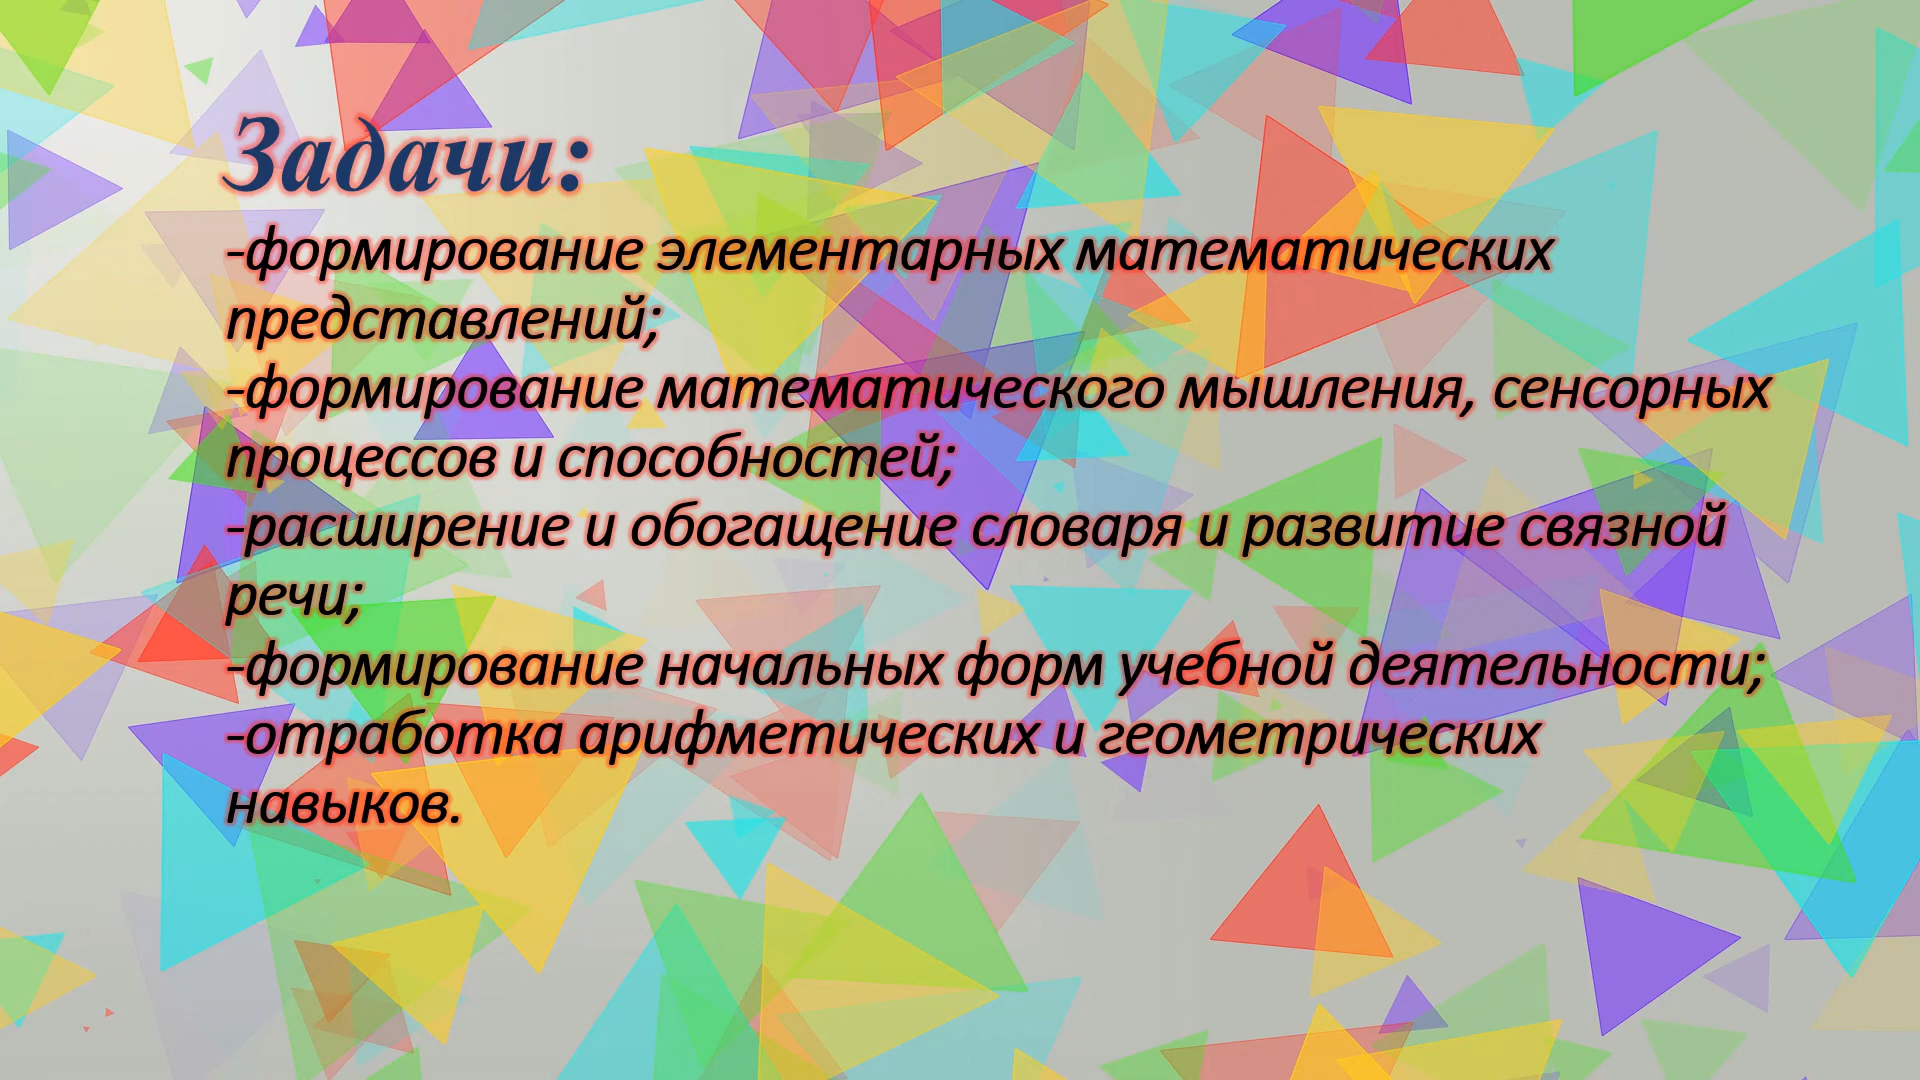 Задачи:
-формирование элементарных математических
представлений;
-формирование математического мышления, сенсорных
процессов и способностей;
-расширение и обогащение словаря и развитие связной
речи;
-формирование начальных форм учебной деятельности;
-отработка арифметических и геометрических
навыков.